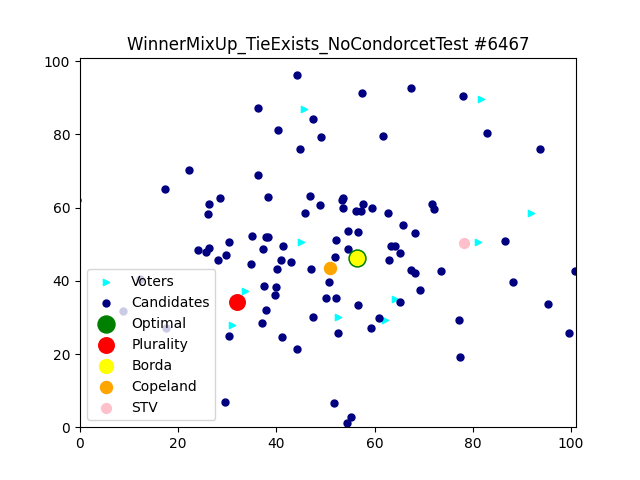 WinnerMixUp_TieExists_NoCondorcetTest #6467
100
80
60
40
20
0
Voters
Candidates
Optimal
Plurality
Borda
Copeland
STV
0 20 40 60 80 100